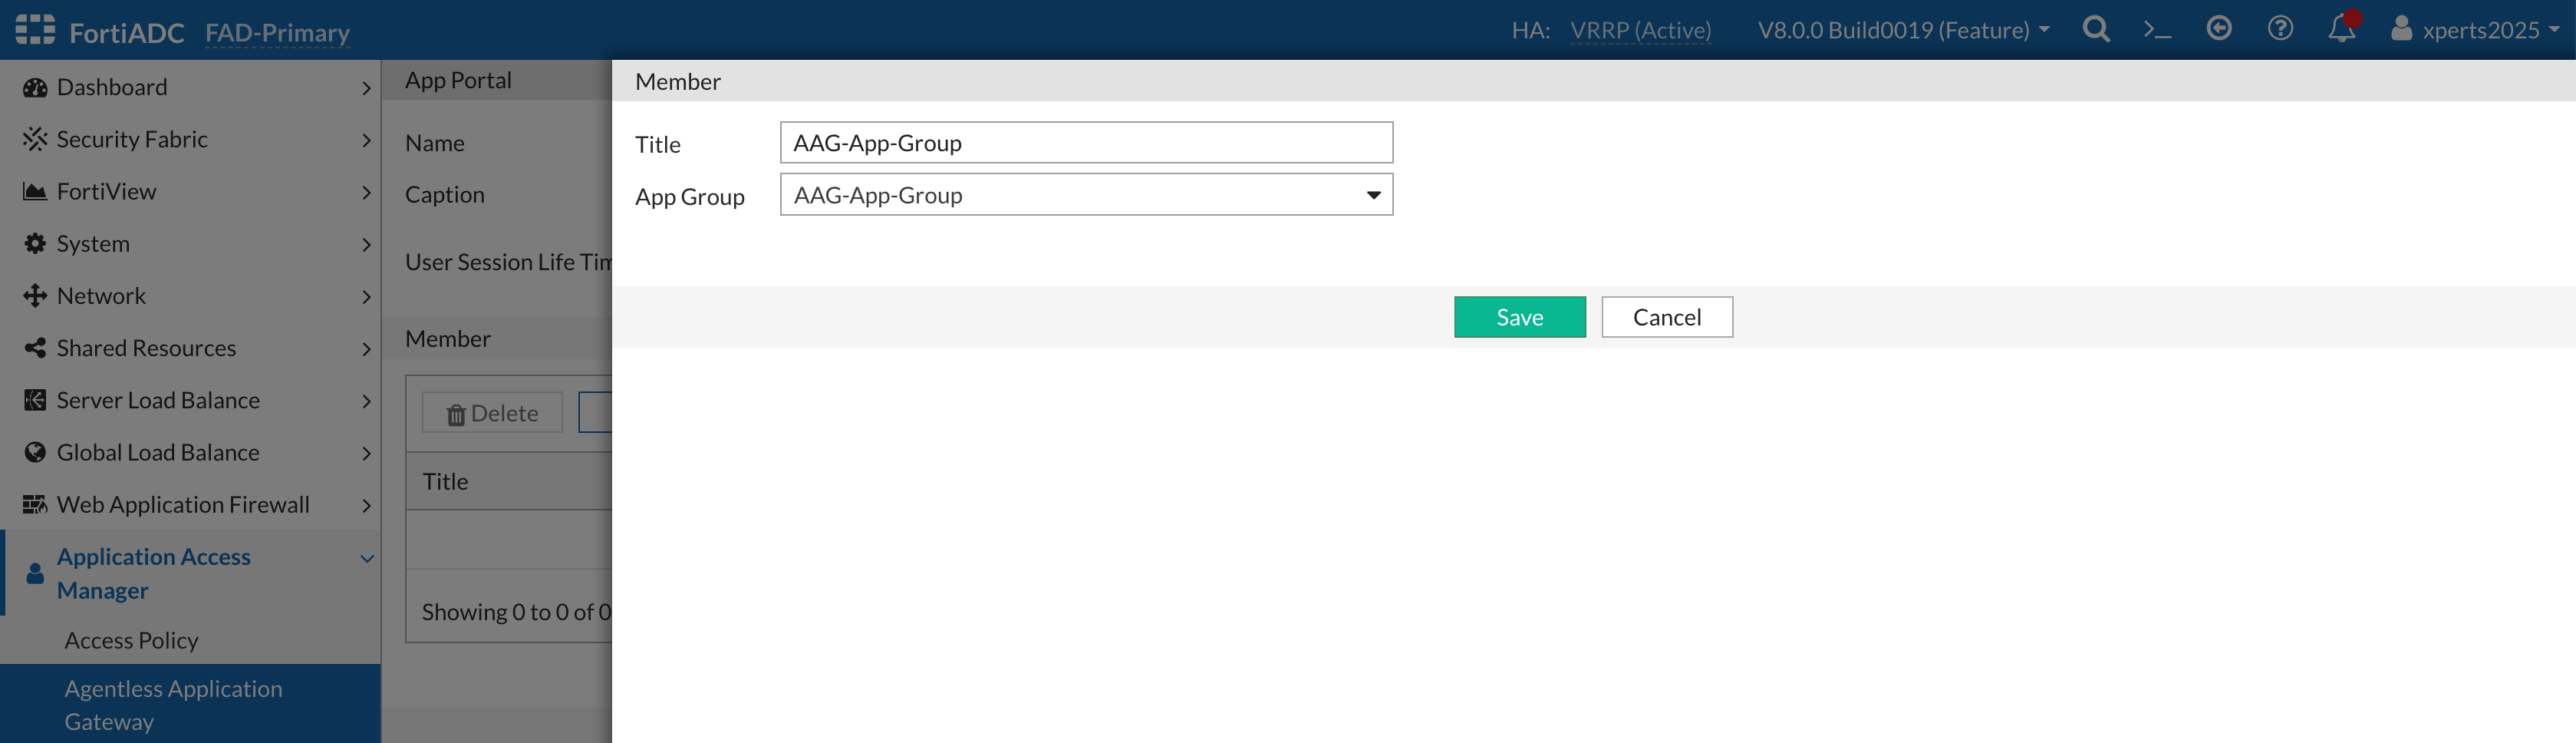 FortiADC FAD-Primary HA: VRRP (Active) V8.0.0 Build0019 (Feature) xperts2025
Dashboard
Security Fabric
FortiView
System
Network
Shared Resources
Server Load Balance
Global Load Balance
Web Application Firewall
Application Access
Manager
Access Policy
Agentless Application
Gateway
App Portal
Name
Caption
User Session Life Tim
Member
Delete
Title
Showing 0 to 0 of 0
Member
Title AAG-App-Group
App Group AAG-App-Group
Save Cancel